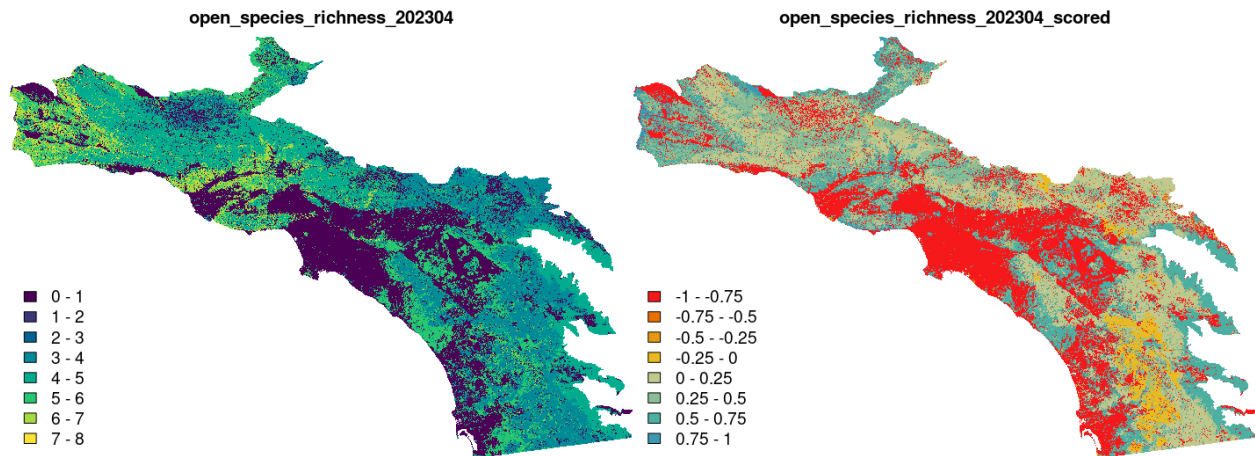 open_species_richness_202304
0 - 1
1 - 2
2 - 3
3 - 4
4 - 5
5 - 6
6 - 7
7 - 8
open_species_richness_202304_scored
-1 - -0.75
-0.75 - -0.5
-0.5 - -0.25
-0.25 - 0
0 - 0.25
0.25 - 0.5
0.5 - 0.75
0.75 - 1